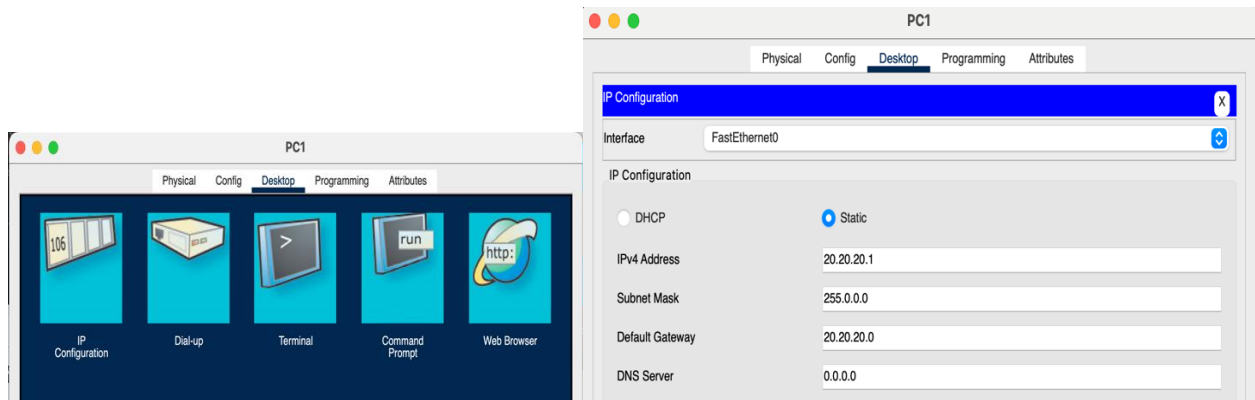 PC1
Physical Config Desktop Programming Attributes
106
>
run
http:
IP
Configuration
Dial-up
Terminal
Command
Prompt
Web Browser
PC1
Physical Config Desktop Programming Attributes
IP Configuration
X
Interface FastEthernet0
IP Configuration
DHCP Static
IPv4 Address 20.20.20.1
Subnet Mask 255.0.0.0
Default Gateway 20.20.20.0
DNS Server 0.0.0.0